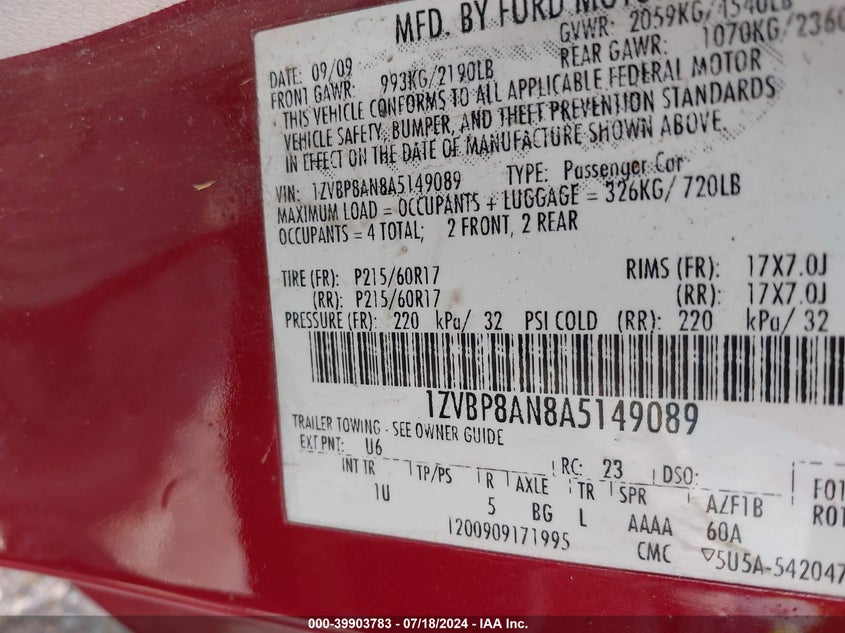 MFD. BY FORD MOTO
GVWR: 2059KG/4540LB
DATE: 09/09
FRONT GAWR: 993KG/2190LB REAR GAWR: 1070KG/2360
THIS VEHICLE CONFORMS TO ALL APPLICABLE FEDERAL MOTOR
VEHICLE SAFETY, BUMPER, AND THEFT PREVENTION STANDARDS
IN EFFECT ON THE DATE OF MANUFACTURE SHOWN ABOVE.
VIN: 1ZVBP8AN8A5149089 TYPE: Passenger Car
MAXIMUM LOAD = OCCUPANTS + LUGGAGE = 326KG/ 720LB
OCCUPANTS = 4 TOTAL; 2 FRONT, 2 REAR
TIRE (FR): P215/60R17 RIMS (FR): 17X7.0J
(RR): P215/60R17 (RR): 17X7.0J
PRESSURE (FR): 220 kPa/ 32 PSI COLD (RR): 220 kPa/ 32
1ZVBP8AN8A5149089
TRAILER TOWING - SEE OWNER GUIDE
EXT PNT: U6 RC: 23 DSO:
INT TR TP/PS R AXLE TR SPR AZF1B F0T
1U 5 BG L AAAA 60A R0T
1200909171995 CMC ▽5U5A-542047
000-39903783 - 07/18/2024 - IAA Inc.